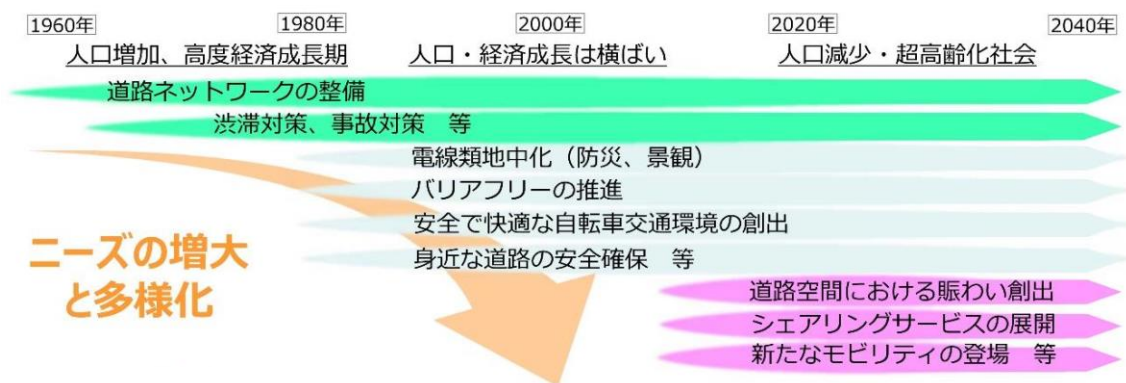 1960年 1980年 2000年 2020年 2040年
人口増加、高度経済成長期 人口・経済成長は横ばい 人口減少・超高齢化社会
道路ネットワークの整備
渋滞対策、事故対策 等
電線類地中化（防災、景観）
バリアフリーの推進
安全で快適な自転車交通環境の創出
身近な道路の安全確保 等
ニーズの増大
と多様化
道路空間における賑わい創出
シェアリングサービスの展開
新たなモビリティの登場 等